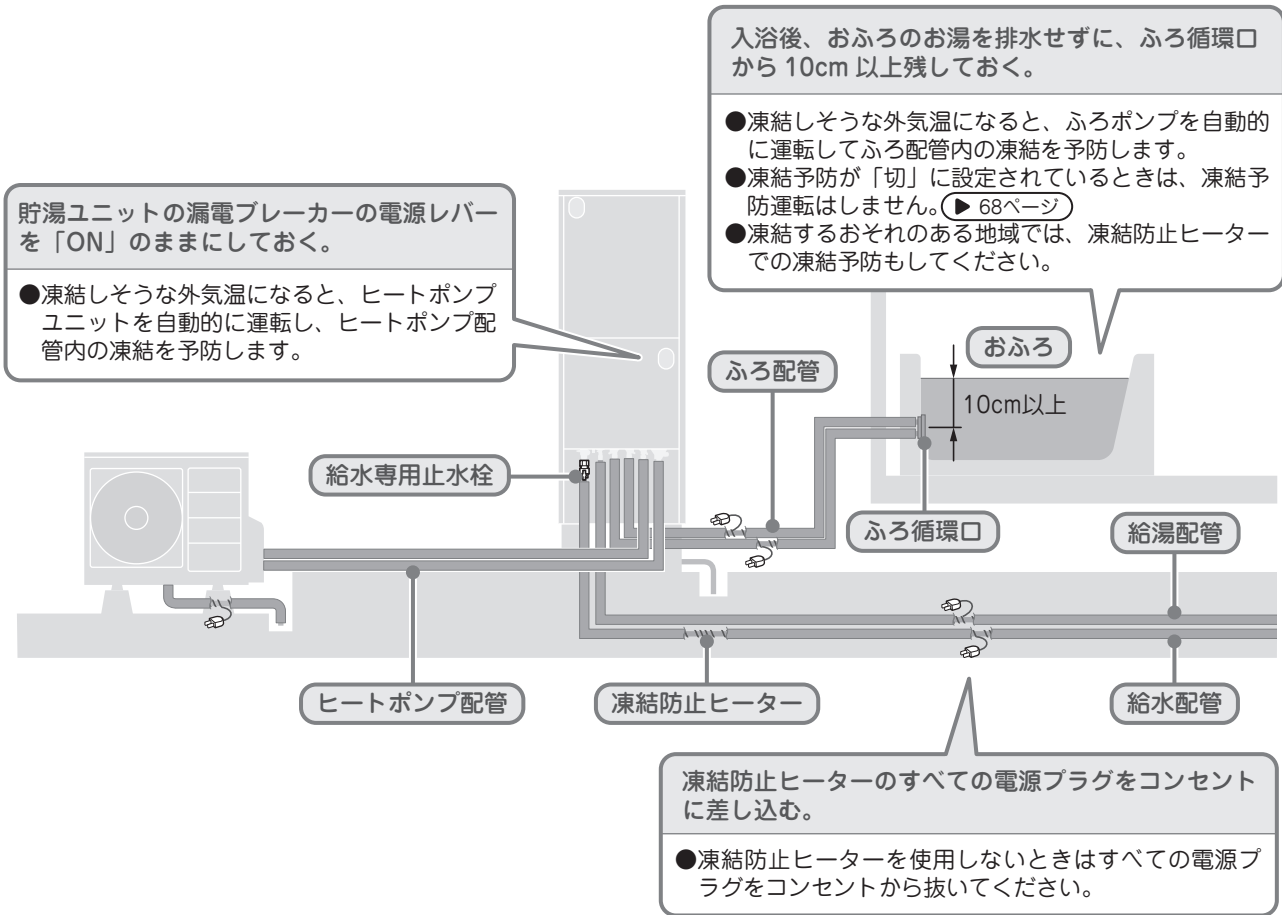 入浴後、おふろのお湯を排水せずに、ふろ循環口
から 10cm 以上残しておく。
●凍結しそうな外気温になると、ふろポンプを自動的
に運転してふろ配管内の凍結を予防します。
●凍結予防が「切」に設定されているときは、凍結予
防運転はしません。(▶ 68ページ)
●凍結するおそれのある地域では、凍結防止ヒーター
での凍結予防もしてください。
貯湯ユニットの漏電ブレーカーの電源レバー
を「ON」のままにしておく。
●凍結しそうな外気温になると、ヒートポンプ
ユニットを自動的に運転し、ヒートポンプ配
管内の凍結を予防します。
おふろ
ふろ配管
10cm以上
給水専用止水栓
ふろ循環口
給湯配管
ヒートポンプ配管
凍結防止ヒーター
給水配管
凍結防止ヒーターのすべての電源プラグをコンセント
に差し込む。
●凍結防止ヒーターを使用しないときはすべての電源プ
ラグをコンセントから抜いてください。